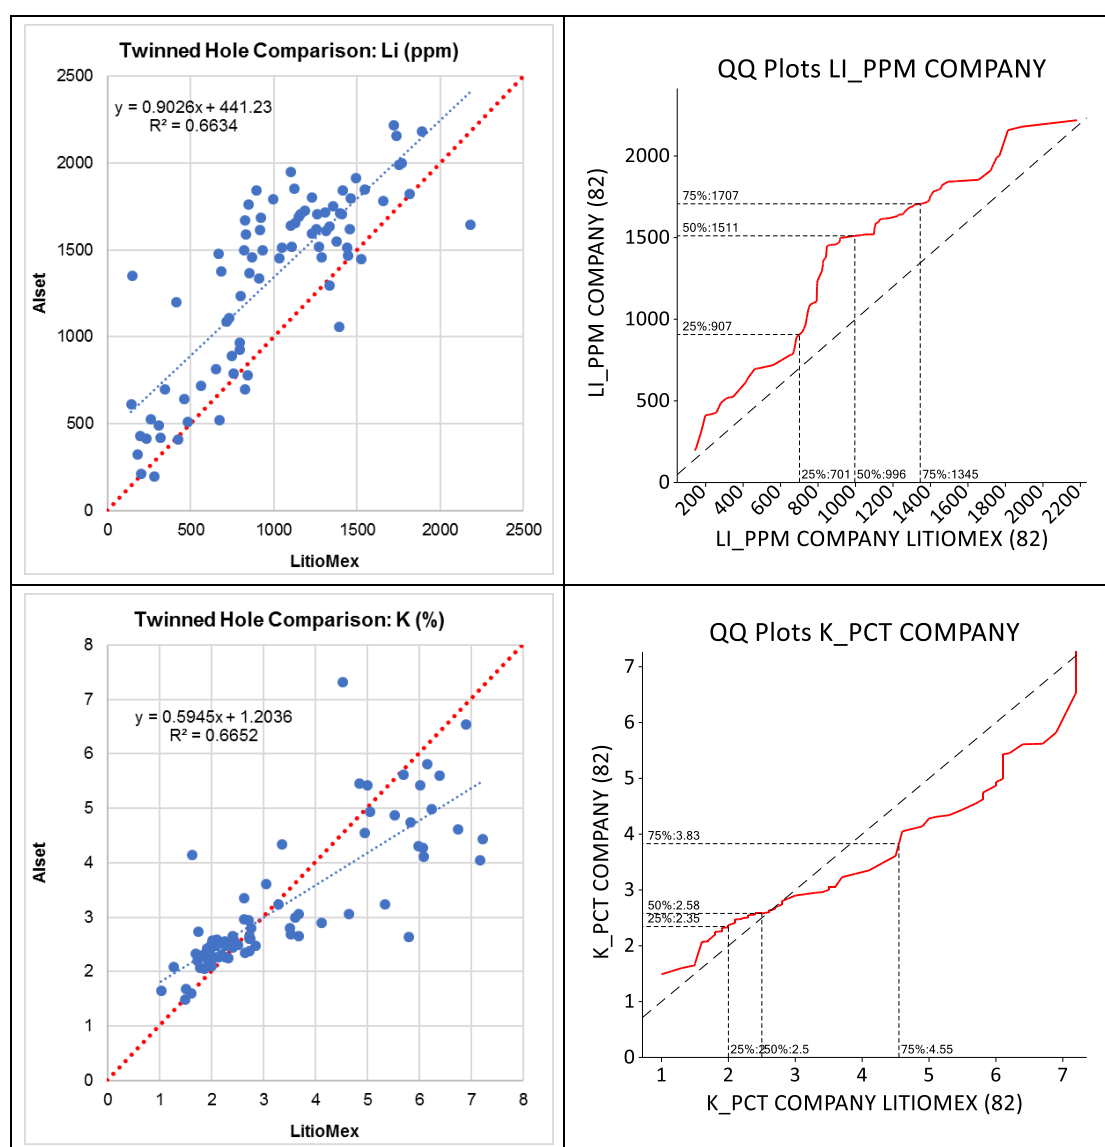 Twinned Hole Comparison: Li (ppm)
2500
2000
1500
1000
500
0
y = 0.9026x + 441.23
R² = 0.6634
Alset
0 500 1000 1500 2000 2500
LitioMex
QQ Plots LI_PPM COMPANY
LI_PPM COMPANY (82)
2000
1500
1000
500
0
75%:1707
50%:1511
25%:907
25%:701 50%:996 75%:1345
200 400 600 800 1000 1200 1400 1600 1800 2000 2200
LI_PPM COMPANY LITIOMEX (82)
Twinned Hole Comparison: K (%)
8
7
6
5
4
3
2
1
0
y = 0.5945x + 1.2036
R² = 0.6652
Alset
0 1 2 3 4 5 6 7 8
LitioMex
QQ Plots K_PCT COMPANY
K_PCT COMPANY (82)
7
6
5
4
3
2
1
0
75%:3.83
50%:2.58
25%:2.35
25%:2 50%:2.5 75%:4.55
1 2 3 4 5 6 7
K_PCT COMPANY LITIOMEX (82)